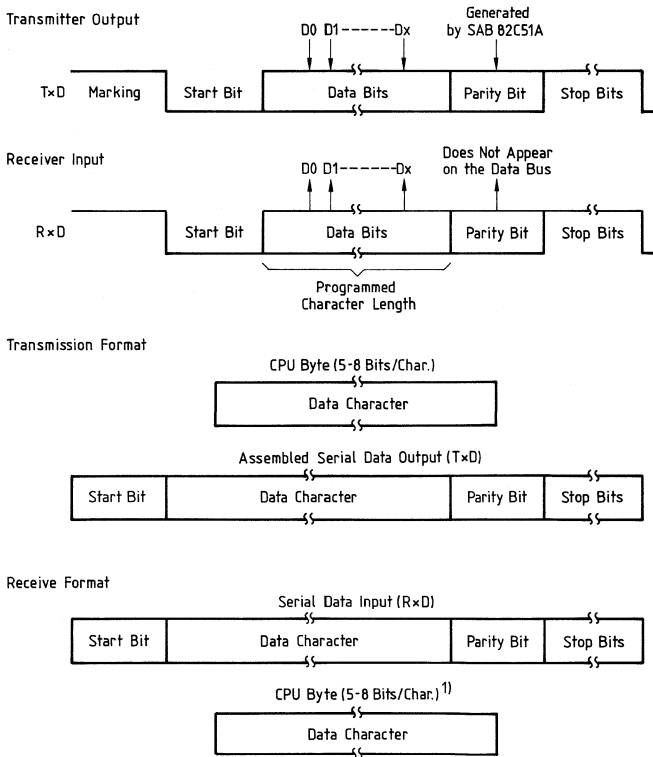 Transmitter Output
D0 D1------Dx
Generated
by SAB 82C51A
T×D Marking Start Bit Data Bits Parity Bit Stop Bits
Receiver Input
D0 D1------Dx
Does Not Appear
on the Data Bus
R×D Start Bit Data Bits Parity Bit Stop Bits
Programmed
Character Length
Transmission Format
CPU Byte (5-8 Bits/Char.)
Data Character
Assembled Serial Data Output (T×D)
Start Bit Data Character Parity Bit Stop Bits
Receive Format
Serial Data Input (R×D)
Start Bit Data Character Parity Bit Stop Bits
CPU Byte (5-8 Bits/Char.) 1)
Data Character